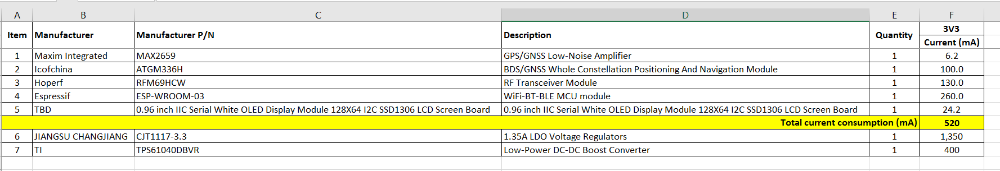 A B C D E F
Item Manufacturer Manufacturer P/N Description Quantity 3V3
Current (mA)
1 Maxim Integrated MAX2659 GPS/GNSS Low-Noise Amplifier 1 6.2
2 Icofchina ATGM336H BDS/GNSS Whole Constellation Positioning And Navigation Module 1 100.0
3 Hoperf RFM69HCW RF Transceiver Module 1 130.0
4 Espressif ESP-WROOM-03 WiFi-BT-BLE MCU module 1 260.0
5 TBD 0.96 inch IIC Serial White OLED Display Module 128X64 I2C SSD1306 LCD Screen Board 0.96 inch IIC Serial White OLED Display Module 128X64 I2C SSD1306 LCD Screen Board 1 24.2
Total current consumption (mA) 520
6 JIANGSU CHANGJIANG CJT1117-3.3 1.35A LDO Voltage Regulators 1 1,350
7 TI TPS61040DBVR Low-Power DC-DC Boost Converter 1 400